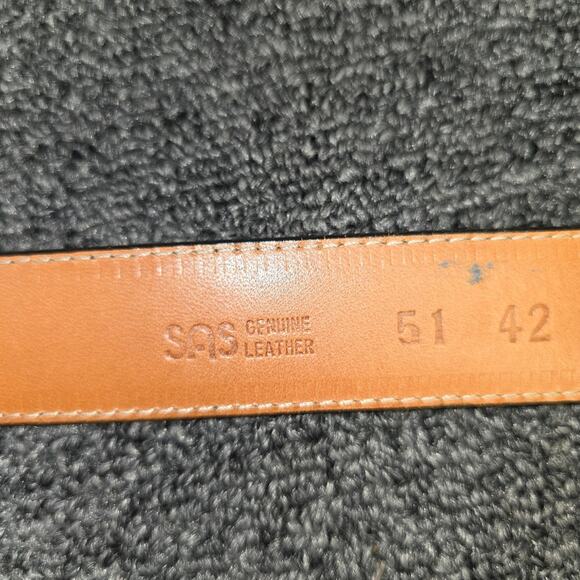 SAS GENUINE LEATHER 51 42